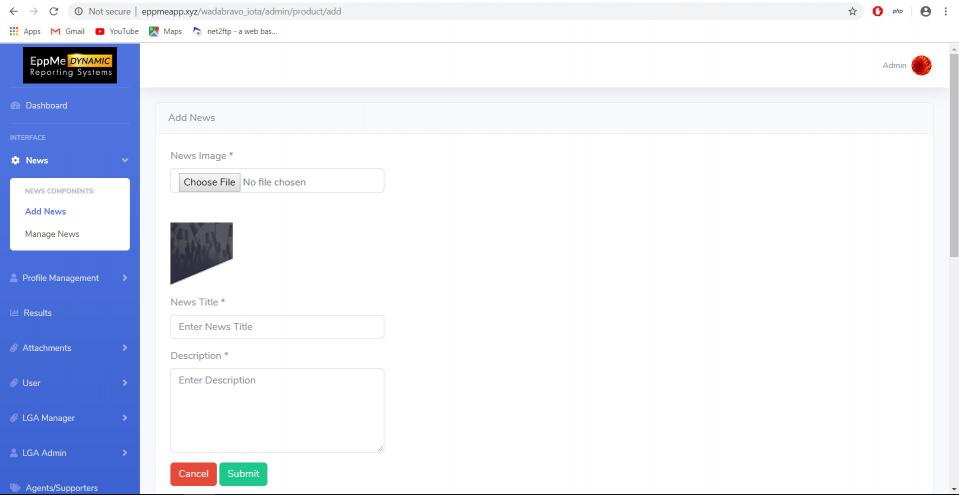 Not secure | eppmeapp.xyz/wadabravo_iota/admin/product/add
php
Apps
Gmail
YouTube
Maps
net2ftp - a web bas...
EppMe DYNAMIC
Reporting Systems
Admin
Dashboard
INTERFACE
News
NEWS COMPONENTS:
Add News
Manage News
Profile Management
Results
Attachments
User
LGA Manager
LGA Admin
Agents/Supporters
Add News
News Image *
Choose File No file chosen
News Title *
Enter News Title
Description *
Enter Description
Cancel Submit